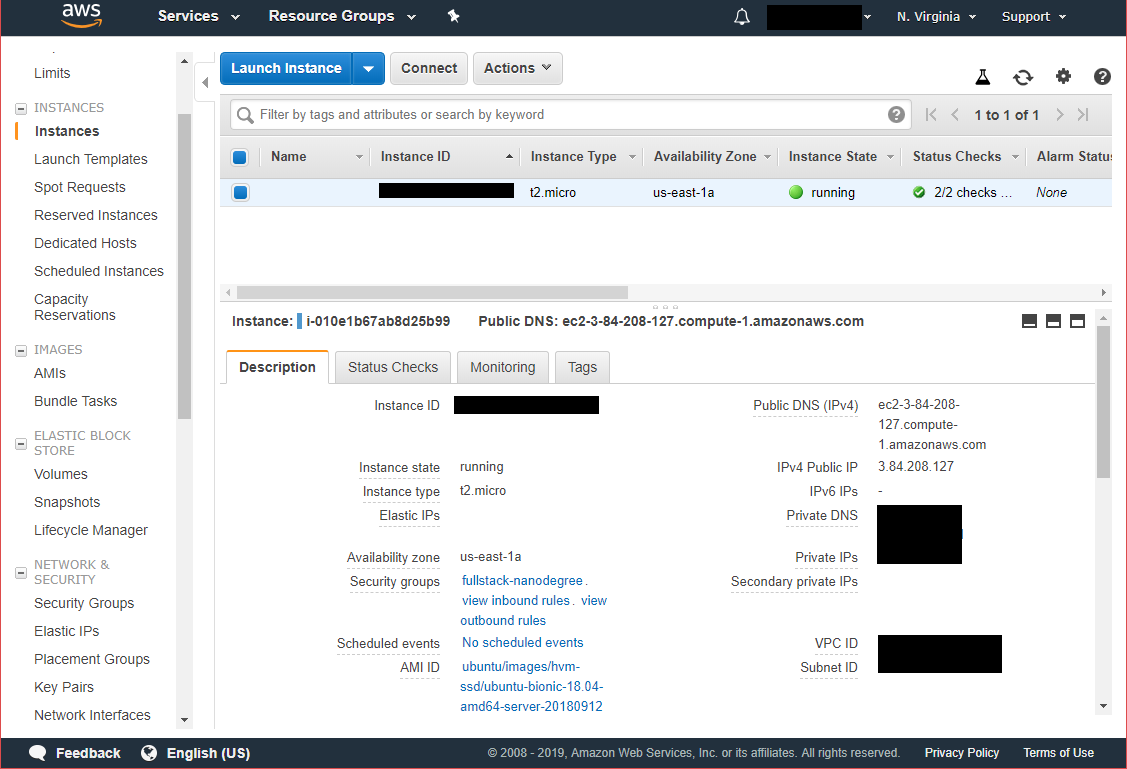 aws
Services
Resource Groups
N. Virginia
Support
Limits
INSTANCES
Instances
Launch Templates
Spot Requests
Reserved Instances
Dedicated Hosts
Scheduled Instances
Capacity
Reservations
IMAGES
AMIs
Bundle Tasks
ELASTIC BLOCK
STORE
Volumes
Snapshots
Lifecycle Manager
NETWORK &
SECURITY
Security Groups
Elastic IPs
Placement Groups
Key Pairs
Network Interfaces
Launch Instance
Connect
Actions
Filter by tags and attributes or search by keyword
1 to 1 of 1
Name Instance ID Instance Type Availability Zone Instance State Status Checks Alarm Status
t2.micro us-east-1a running 2/2 checks ... None
Instance: i-010e1b67ab8d25b99 Public DNS: ec2-3-84-208-127.compute-1.amazonaws.com
Description Status Checks Monitoring Tags
Instance ID
Instance state running
Instance type t2.micro
Elastic IPs
Availability zone us-east-1a
Security groups fullstack-nanodegree .
view inbound rules . view
outbound rules
Scheduled events No scheduled events
AMI ID ubuntu/images/hvm-
ssd/ubuntu-bionic-18.04-
amd64-server-20180912
Public DNS (IPv4) ec2-3-84-208-
127.compute-
1.amazonaws.com
IPv4 Public IP 3.84.208.127
IPv6 IPs -
Private DNS
Private IPs
Secondary private IPs
VPC ID
Subnet ID
Feedback
English (US)
© 2008 - 2019, Amazon Web Services, Inc. or its affiliates. All rights reserved.
Privacy Policy
Terms of Use